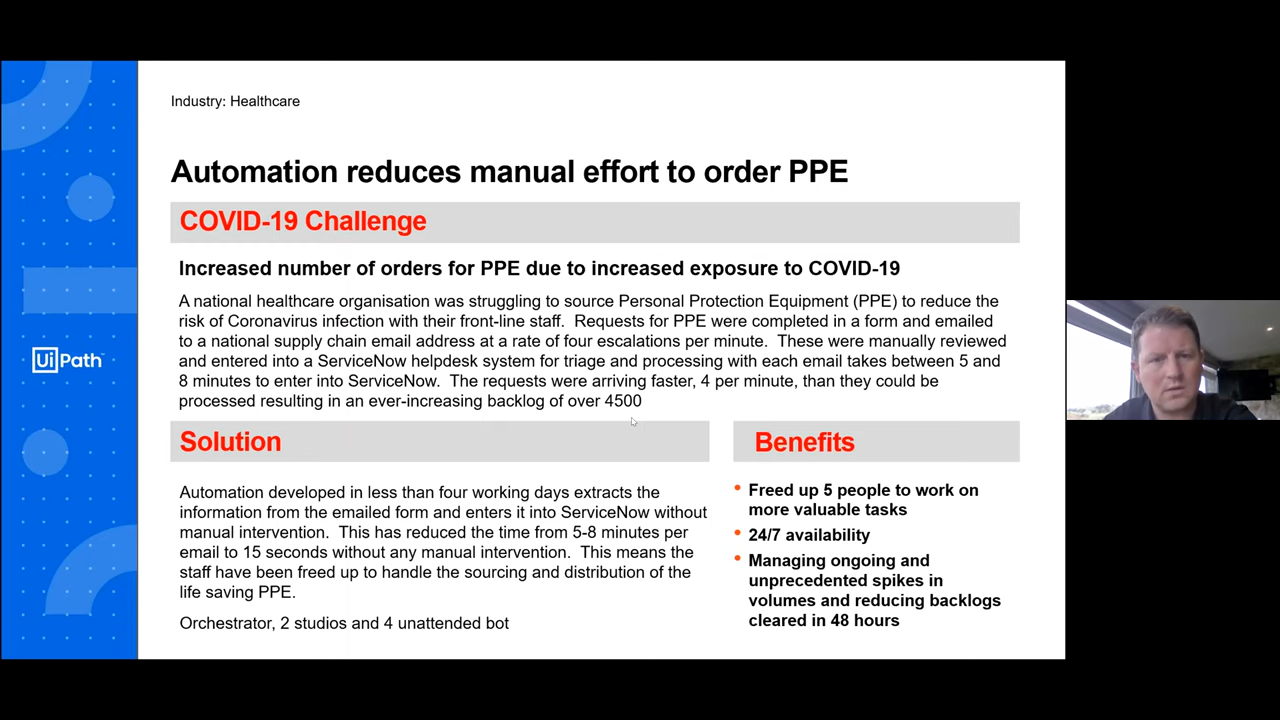 Industry: Healthcare
Automation reduces manual effort to order PPE
COVID-19 Challenge
Increased number of orders for PPE due to increased exposure to COVID-19
A national healthcare organisation was struggling to source Personal Protection Equipment (PPE) to reduce the
risk of Coronavirus infection with their front-line staff.  Requests for PPE were completed in a form and emailed
to a national supply chain email address at a rate of four escalations per minute.  These were manually reviewed
and entered into a ServiceNow helpdesk system for triage and processing with each email takes between 5 and
8 minutes to enter into ServiceNow.  The requests were arriving faster, 4 per minute, than they could be
processed resulting in an ever-increasing backlog of over 4500
Solution
Automation developed in less than four working days extracts the
information from the emailed form and enters it into ServiceNow without
manual intervention.  This has reduced the time from 5-8 minutes per
email to 15 seconds without any manual intervention.  This means the
staff have been freed up to handle the sourcing and distribution of the
life saving PPE.
Orchestrator, 2 studios and 4 unattended bot
Benefits
• Freed up 5 people to work on
more valuable tasks
• 24/7 availability
• Managing ongoing and
unprecedented spikes in
volumes and reducing backlogs
cleared in 48 hours
UiPath